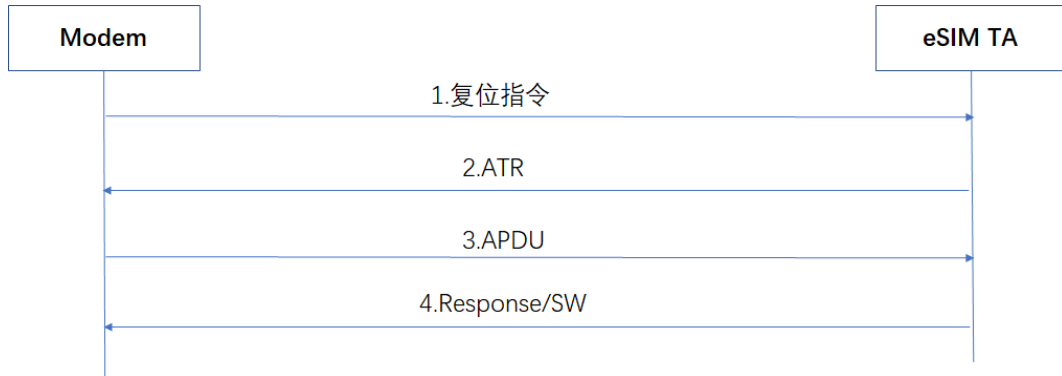 Modem
eSIM TA
1.复位指令
2.ATR
3.APDU
4.Response/SW